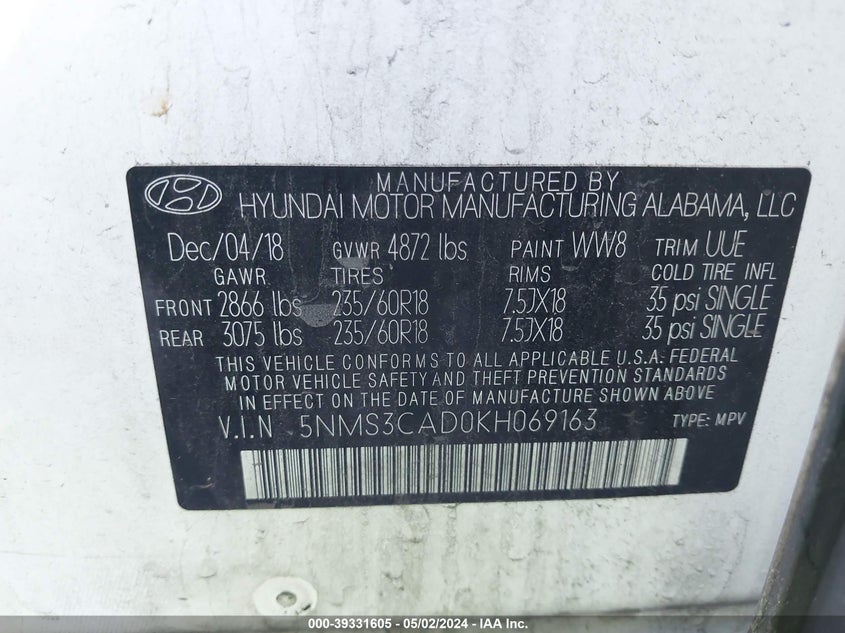 MANUFACTURED BY
HYUNDAI MOTOR MANUFACTURING ALABAMA, LLC
Dec/04/18 GVWR 4872 lbs PAINT WW8 TRIM UUE
GAWR TIRES RIMS COLD TIRE INFL
FRONT 2866 lbs 235/60R18 7.5JX18 35 psi SINGLE
REAR 3075 lbs 235/60R18 7.5JX18 35 psi SINGLE
THIS VEHICLE CONFORMS TO ALL APPLICABLE U.S.A. FEDERAL
MOTOR VEHICLE SAFETY AND THEFT PREVENTION STANDARDS
IN EFFECT ON THE DATE OF MANUFACTURE SHOWN ABOVE
V.I.N 5NMS3CAD0KH069163 TYPE: MPV
000-39331605 - 05/02/2024 - IAA Inc.